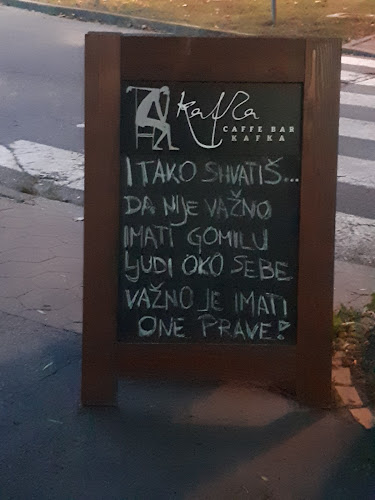 Kafka
CAFFE BAR
KAFKA
I TAKO SHVATIŠ...
DA NIJE VAŽNO
IMATI GOMILU
LJUDI OKO SEBE
VAŽNO JE IMATI
ONE PRAVE!